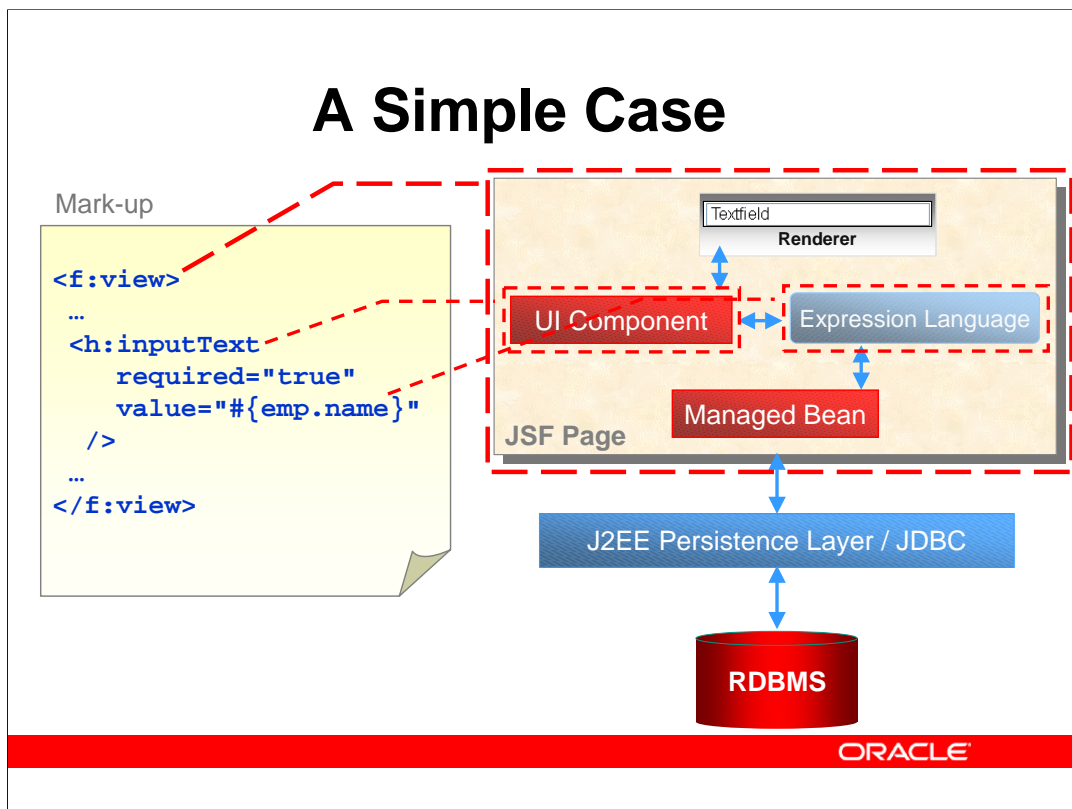 A Simple Case
Mark-up
<f:view>
…
<h:inputText
required="true"
value="#{emp.name}"
/>
…
</f:view>
Textfield
Renderer
UI Component
Expression Language
Managed Bean
JSF Page
J2EE Persistence Layer / JDBC
RDBMS
ORACLE